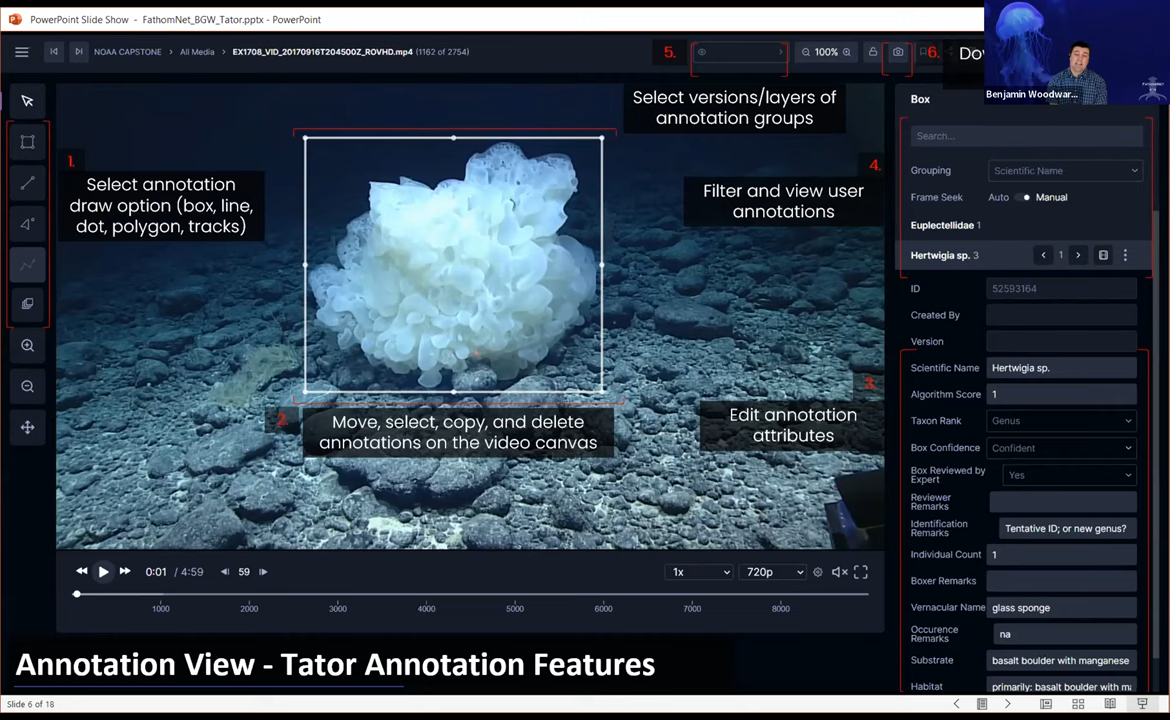 PowerPoint Slide Show - FathomNet_BGW_Tator.pptx - PowerPoint
NOAA CAPSTONE > All Media > EX1708_VID_20170916T204500Z_ROVHD.mp4 (1162 of 2754)
5.
100%
6.
Dow
Benjamin Woodwar...
Select versions/layers of
annotation groups
1.
Select annotation
draw option (box, line,
dot, polygon, tracks)
4.
Filter and view user
annotations
2.
Move, select, copy, and delete
annotations on the video canvas
3.
Edit annotation
attributes
Box
Search...
Grouping Scientific Name
Frame Seek Auto Manual
Euplectellidae 1
Hertwigia sp. 3 < 1 >
ID 52593164
Created By
Version
Scientific Name Hertwigia sp.
Algorithm Score 1
Taxon Rank Genus
Box Confidence Confident
Box Reviewed by
Expert Yes
Reviewer
Remarks
Identification
Remarks Tentative ID; or new genus?
Individual Count 1
Boxer Remarks
Vernacular Name glass sponge
Occurence
Remarks na
Substrate basalt boulder with manganese
Habitat primarily: basalt boulder with ma
0:01 / 4:59 59 1x 720p
1000 2000 3000 4000 5000 6000 7000 8000
Annotation View - Tator Annotation Features
Slide 6 of 18